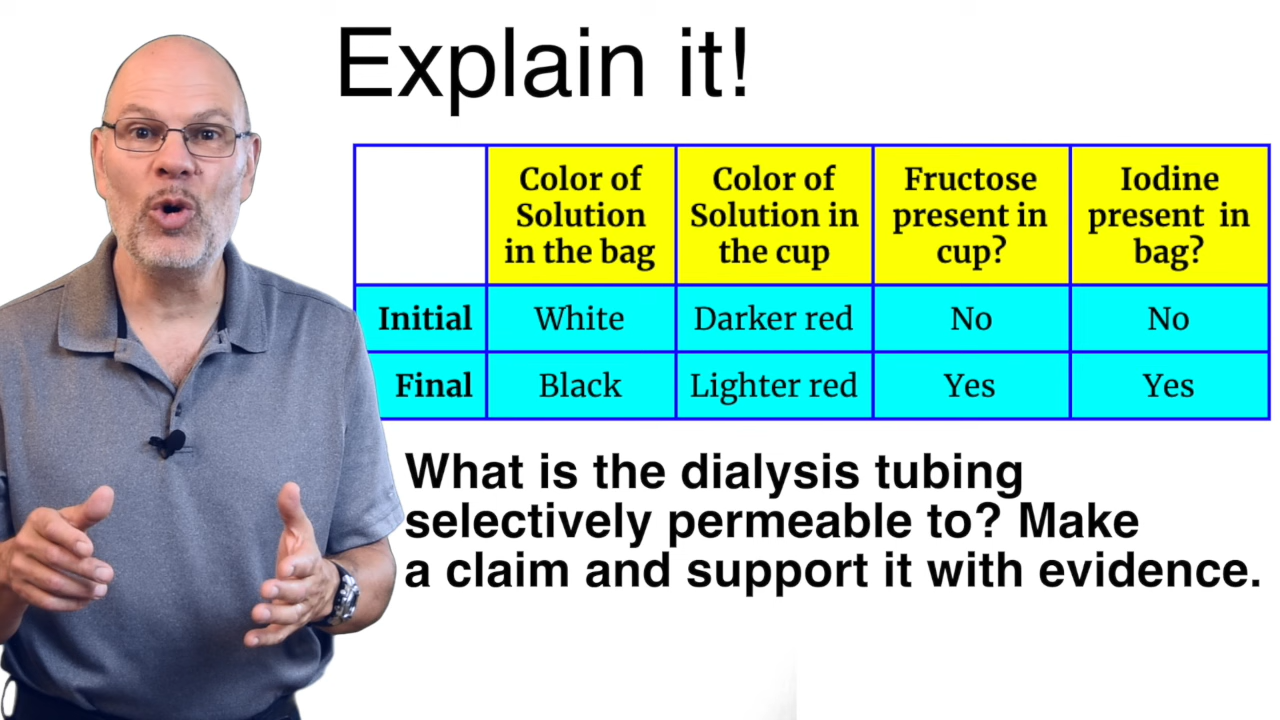 Explain it!
Color of Solution in the bag
Color of Solution in the cup
Fructose present in cup?
Iodine present in bag?
Initial White Darker red No No
Final Black Lighter red Yes Yes
What is the dialysis tubing
selectively permeable to? Make
a claim and support it with evidence.